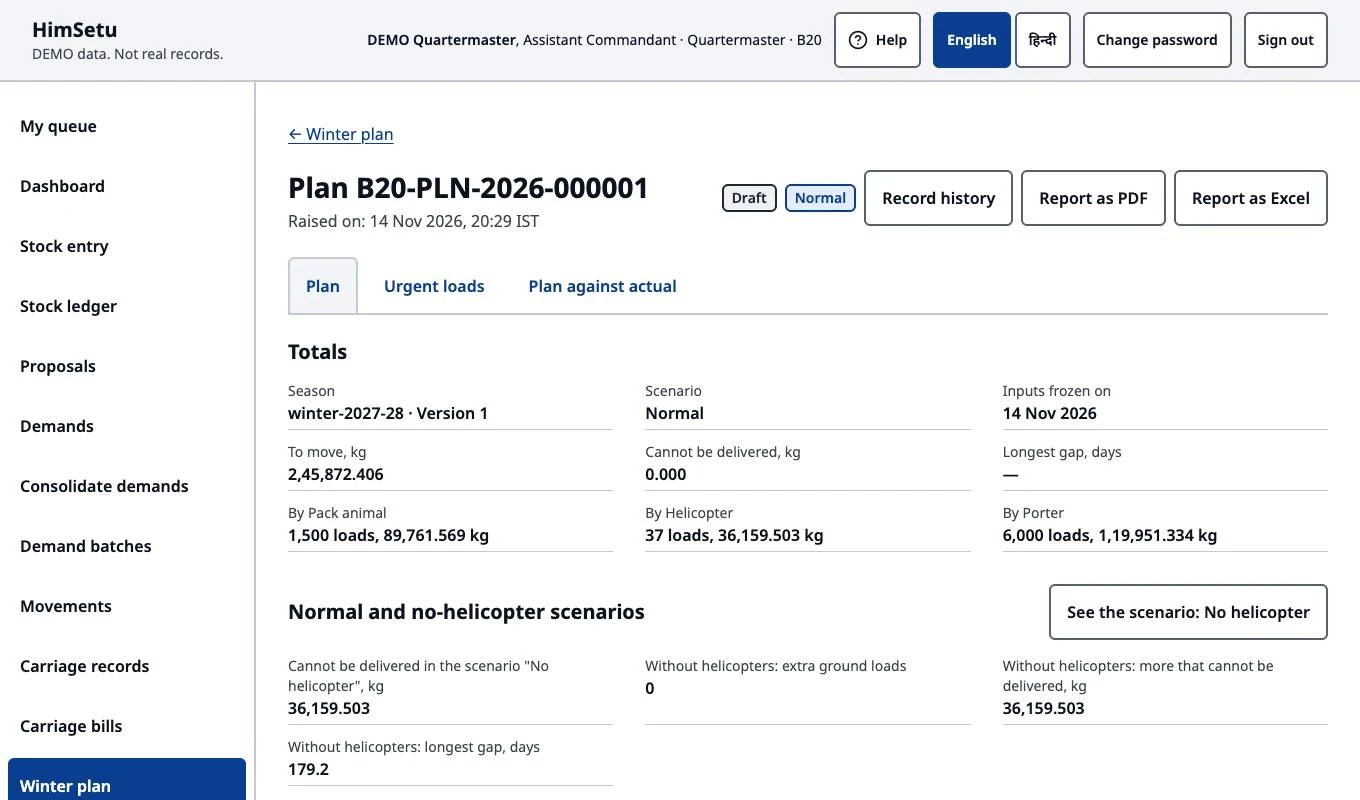 HimSetu
DEMO data. Not real records.
DEMO Quartermaster, Assistant Commandant · Quartermaster · B20
Help
English
हिन्दी
Change password
Sign out
My queue
Dashboard
Stock entry
Stock ledger
Proposals
Demands
Consolidate demands
Demand batches
Movements
Carriage records
Carriage bills
Winter plan
← Winter plan
Plan B20-PLN-2026-000001
Raised on: 14 Nov 2026, 20:29 IST
Draft
Normal
Record history
Report as PDF
Report as Excel
Plan
Urgent loads
Plan against actual
Totals
Season
winter-2027-28 · Version 1
Scenario
Normal
Inputs frozen on
14 Nov 2026
To move, kg
2,45,872.406
Cannot be delivered, kg
0.000
Longest gap, days
—
By Pack animal
1,500 loads, 89,761.569 kg
By Helicopter
37 loads, 36,159.503 kg
By Porter
6,000 loads, 1,19,951.334 kg
Normal and no-helicopter scenarios
See the scenario: No helicopter
Cannot be delivered in the scenario "No
helicopter", kg
36,159.503
Without helicopters: extra ground loads
0
Without helicopters: more that cannot be
delivered, kg
36,159.503
Without helicopters: longest gap, days
179.2